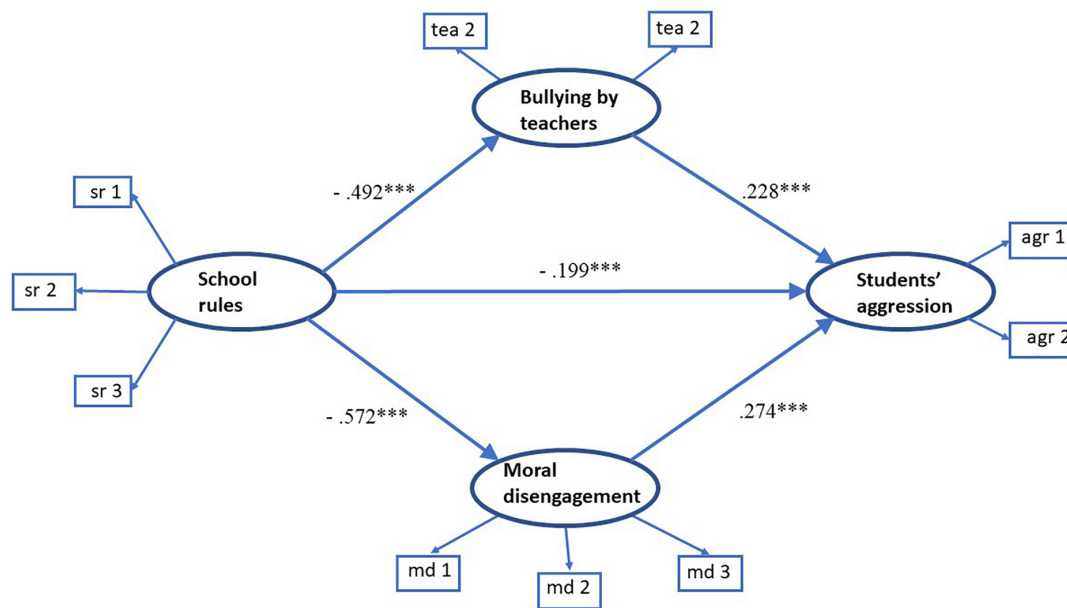 tea 2
tea 2
Bullying by
teachers
- .492***
.228***
sr 1
sr 2
sr 3
School
rules
- .199***
Students’
aggression
agr 1
agr 2
- .572***
.274***
Moral
disengagement
md 1
md 2
md 3